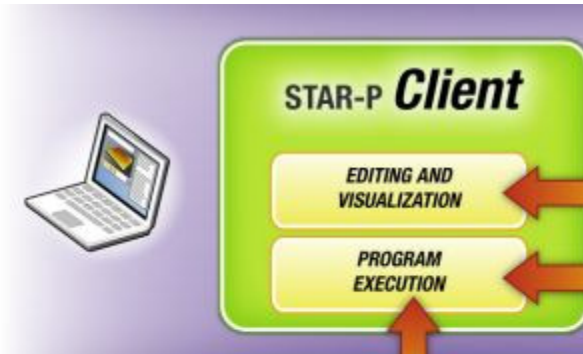 STAR-P Client
EDITING AND
VISUALIZATION
PROGRAM
EXECUTION